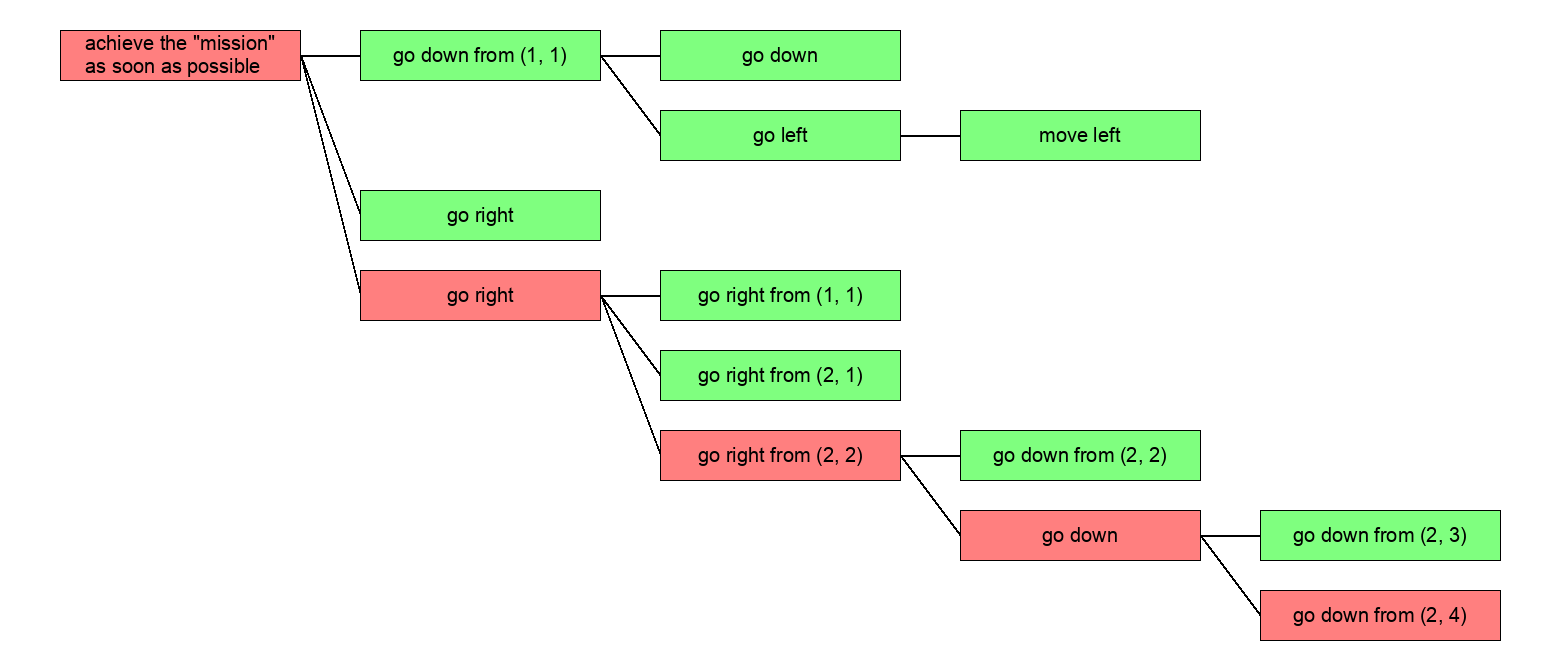 achieve the "mission"
as soon as possible
go down from (1, 1)
go down
go left
move left
go right
go right
go right from (1, 1)
go right from (2, 1)
go right from (2, 2)
go down from (2, 2)
go down
go down from (2, 3)
go down from (2, 4)